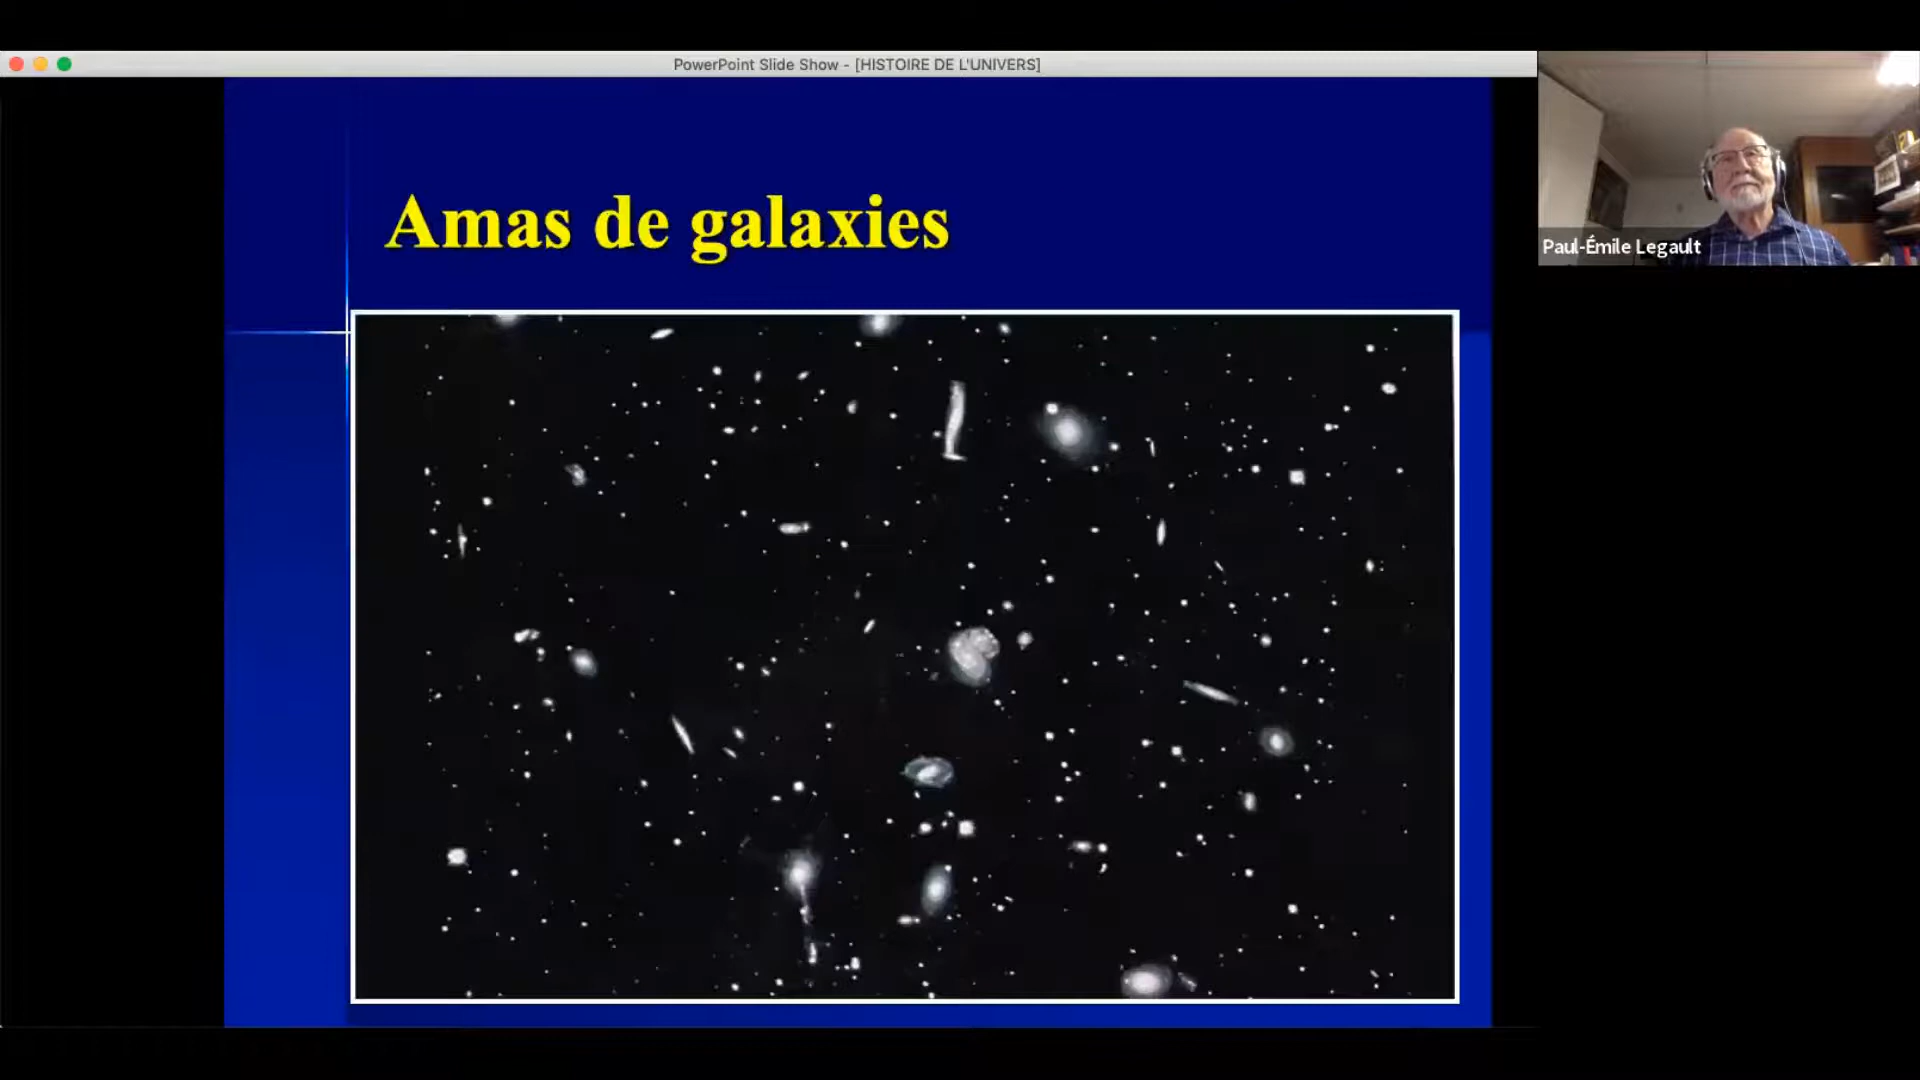 PowerPoint Slide Show - [HISTOIRE DE L'UNIVERS]
Amas de galaxies
Paul-Émile Legault